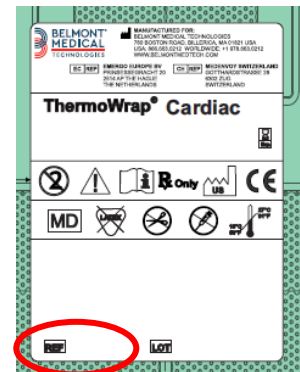 BELMONT
MEDICAL
TECHNOLOGIES
MANUFACTURED FOR:
BELMONT MEDICAL TECHNOLOGIES
780 BOSTON ROAD, BILLERICA, MA 01821 USA
USA. 855.853.0212 WORLDWIDE: +1 978.663.0212
WWW.BELMONTMEDTECH.COM
EC REP
EMERGO EUROPE BV
PRINSESSEGRACHT 20
2514 AP THE HAGUE
THE NETHERLANDS
CH REP
MEDENVOY SWITZERLAND
GOTTHARDSTRASSE 28
6302 ZUG
SWITZERLAND
ThermoWrap® Cardiac
2
i
Rx Only
US
CE
MD
LATEX
REF
LOT